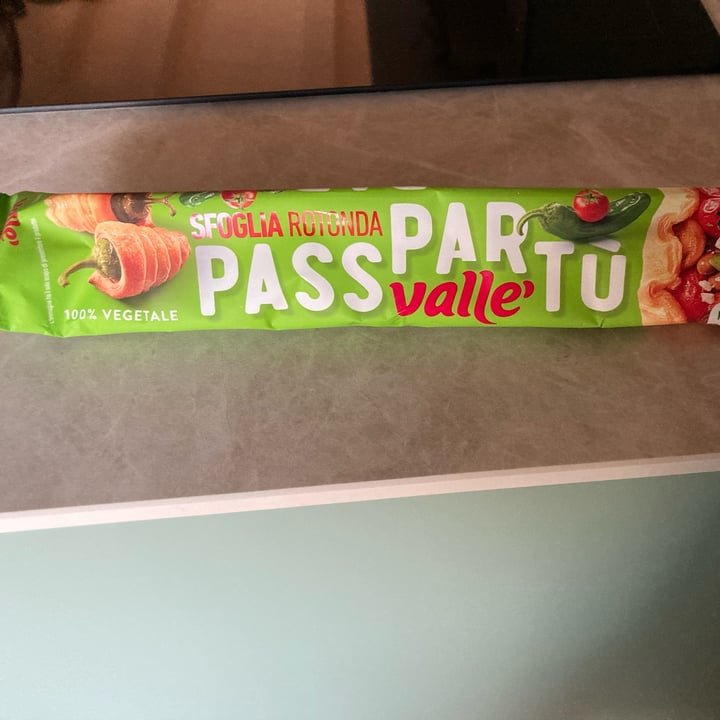 SFOGLIA ROTONDA
PASSPARTÙ
valle'
100% VEGETALE